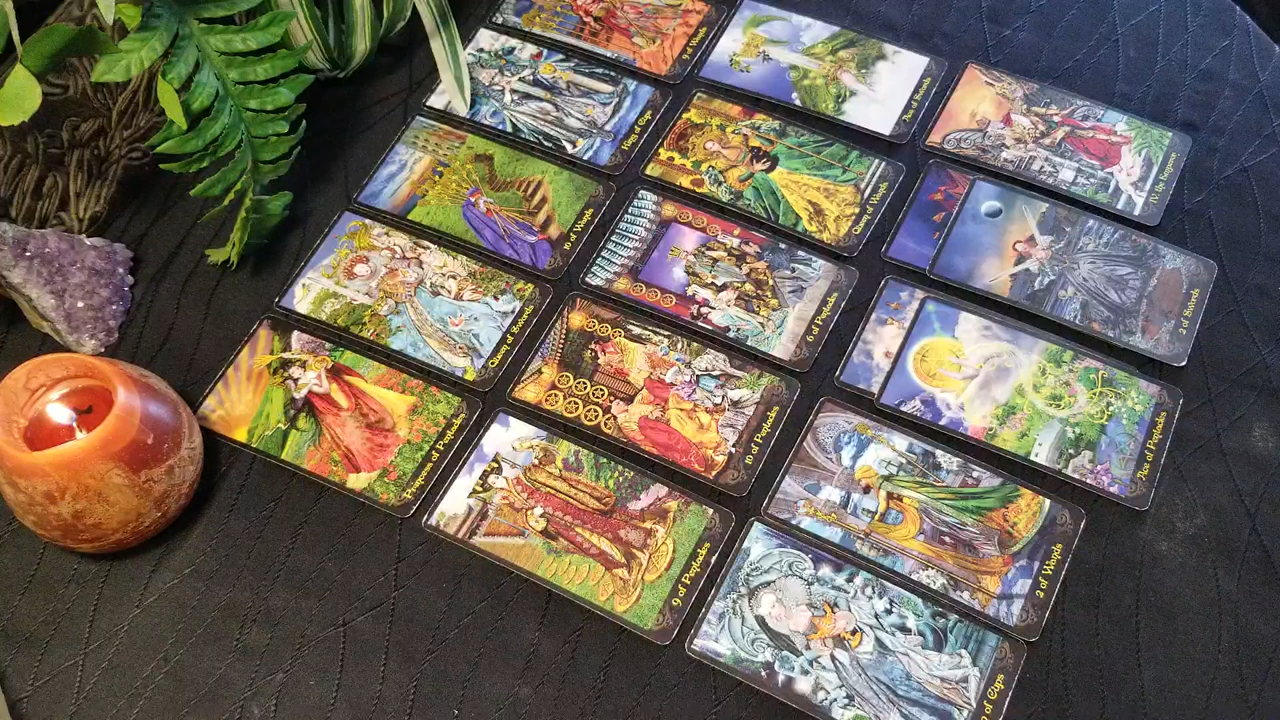 9 of Wands
Ace of Swords
IV the Emperor
King of Cups
Queen of Wands
2 of Swords
10 of Wands
6 of Pentacles
Ace of Pentacles
Queen of Swords
10 of Pentacles
2 of Wands
Princess of Pentacles
9 of Pentacles
of Cups